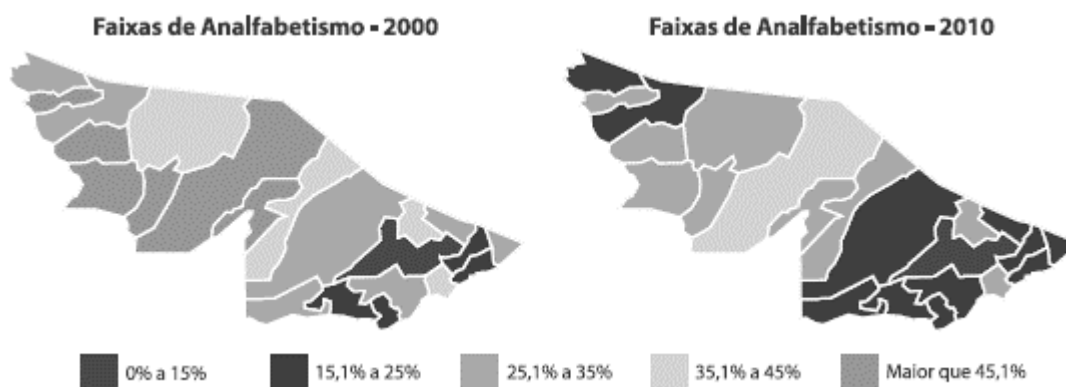 Faixas de Analfabetismo - 2000
Faixas de Analfabetismo - 2010
0% a 15%
15,1% a 25%
25,1% a 35%
35,1% a 45%
Maior que 45,1%